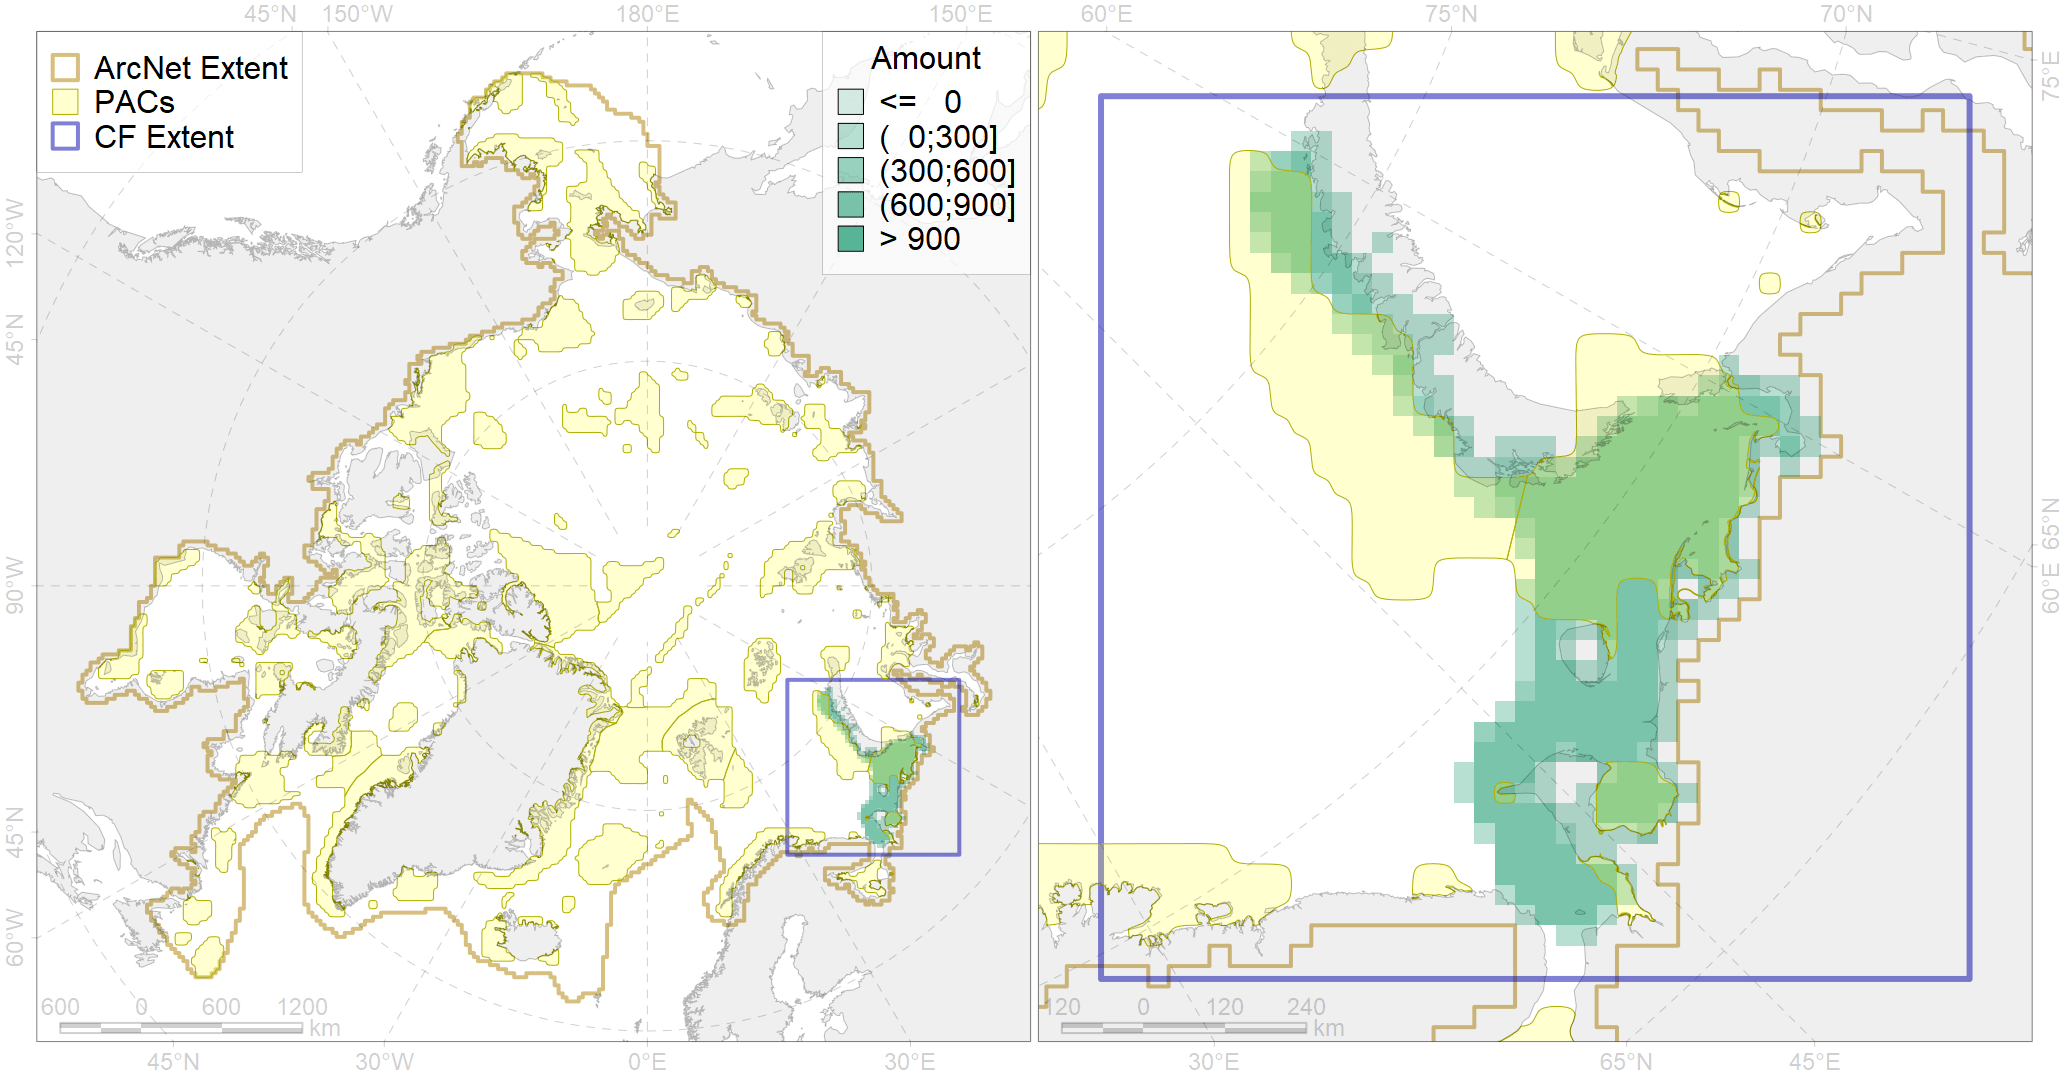 45°N 150°W 180°E 150°E 60°E 75°N 70°N
ArcNet Extent
PACs
CF Extent
Amount
<= 0
( 0;300]
(300;600]
(600;900]
> 900
120°W
45°N
90°W
45°N
60°W
75°E
65°N
60°E
600 0 600 1200 km
120 0 120 240 km
45°N 30°W 0°E 30°E 30°E 65°N 45°E